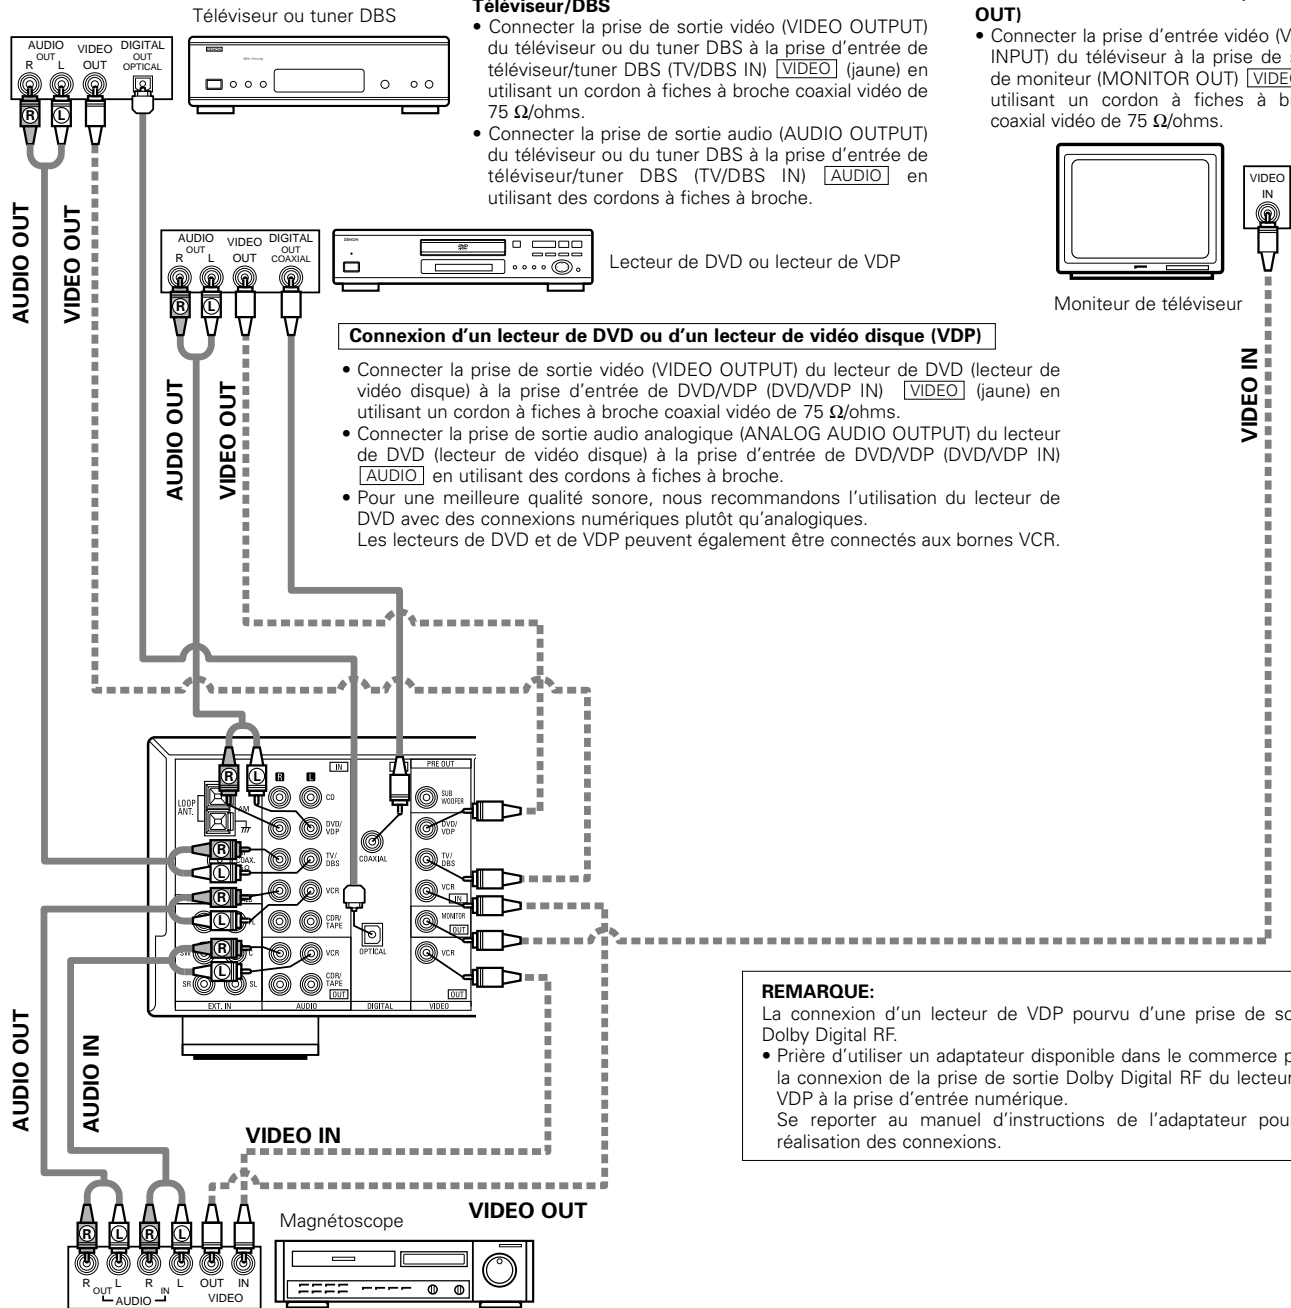 Téléviseur ou tuner DBS
AUDIO OUT R L
VIDEO OUT
DIGITAL OUT OPTICAL
R L
DENON
AUDIO OUT
VIDEO OUT
Téléviseur/DBS
• Connecter la prise de sortie vidéo (VIDEO OUTPUT)
du téléviseur ou du tuner DBS à la prise d'entrée de
téléviseur/tuner DBS (TV/DBS IN) VIDEO (jaune) en
utilisant un cordon à fiches à broche coaxial vidéo de
75 Ω/ohms.
• Connecter la prise de sortie audio (AUDIO OUTPUT)
du téléviseur ou du tuner DBS à la prise d'entrée de
téléviseur/tuner DBS (TV/DBS IN) AUDIO en
utilisant des cordons à fiches à broche.
OUT)
• Connecter la prise d'entrée vidéo (V
INPUT) du téléviseur à la prise de
de moniteur (MONITOR OUT)
utilisant un cordon à fiches à
coaxial vidéo de 75 Ω/ohms.
VIDEO IN
Moniteur de téléviseur
VIDEO IN
AUDIO OUT R L
VIDEO OUT
DIGITAL OUT COAXIAL
R L
DENON
Lecteur de DVD ou lecteur de VDP
AUDIO OUT
VIDEO OUT
Connexion d'un lecteur de DVD ou d'un lecteur de vidéo disque (VDP)
• Connecter la prise de sortie vidéo (VIDEO OUTPUT) du lecteur de DVD (lecteur de
vidéo disque) à la prise d'entrée de DVD/VDP (DVD/VDP IN) VIDEO (jaune) en
utilisant un cordon à fiches à broche coaxial vidéo de 75 Ω/ohms.
• Connecter la prise de sortie audio analogique (ANALOG AUDIO OUTPUT) du lecteur
de DVD (lecteur de vidéo disque) à la prise d'entrée de DVD/VDP (DVD/VDP IN)
AUDIO en utilisant des cordons à fiches à broche.
• Pour une meilleure qualité sonore, nous recommandons l'utilisation du lecteur de
DVD avec des connexions numériques plutôt qu'analogiques.
Les lecteurs de DVD et de VDP peuvent également être connectés aux bornes VCR.
R L
R L
IN
PRE OUT
LOOP ANT.
AM
CD
SUB WOOFER
DVD/ VDP
DVD/ VDP
R
COAX.
TV/ DBS
COAXIAL
TV/ DBS
L
R
VCR
VCR
IN
L
CDR/ TAPE
MONITOR
OUT
R
SW
C
VCR
OPTICAL
VCR
L
SR
SL
CDR/ TAPE
OUT
OUT
EXT. IN
AUDIO
DIGITAL
VIDEO
AUDIO OUT
AUDIO IN
VIDEO IN
VIDEO OUT
REMARQUE:
La connexion d'un lecteur de VDP pourvu d'une prise de
Dolby Digital RF.
• Prière d'utiliser un adaptateur disponible dans le commerce
la connexion de la prise de sortie Dolby Digital RF du lecteur
VDP à la prise d'entrée numérique.
Se reporter au manuel d'instructions de l'adaptateur pour
réalisation des connexions.
Magnétoscope
R L R L
R L R L OUT IN
OUT IN
AUDIO VIDEO